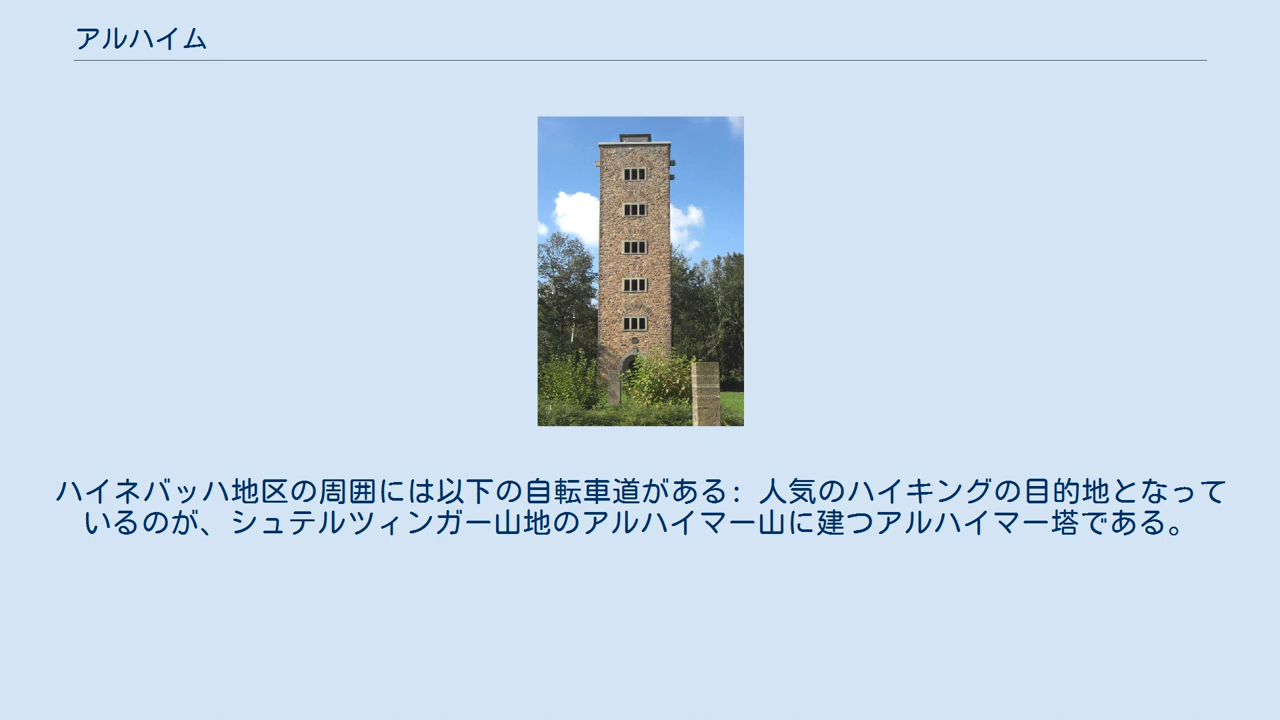 アルハイム
ハイネバッハ地区の周囲には以下の自転車道がある: 人気のハイキングの目的地となって
いるのが、シュテルツィンガー山地のアルハイマー山に建つアルハイマー塔である。